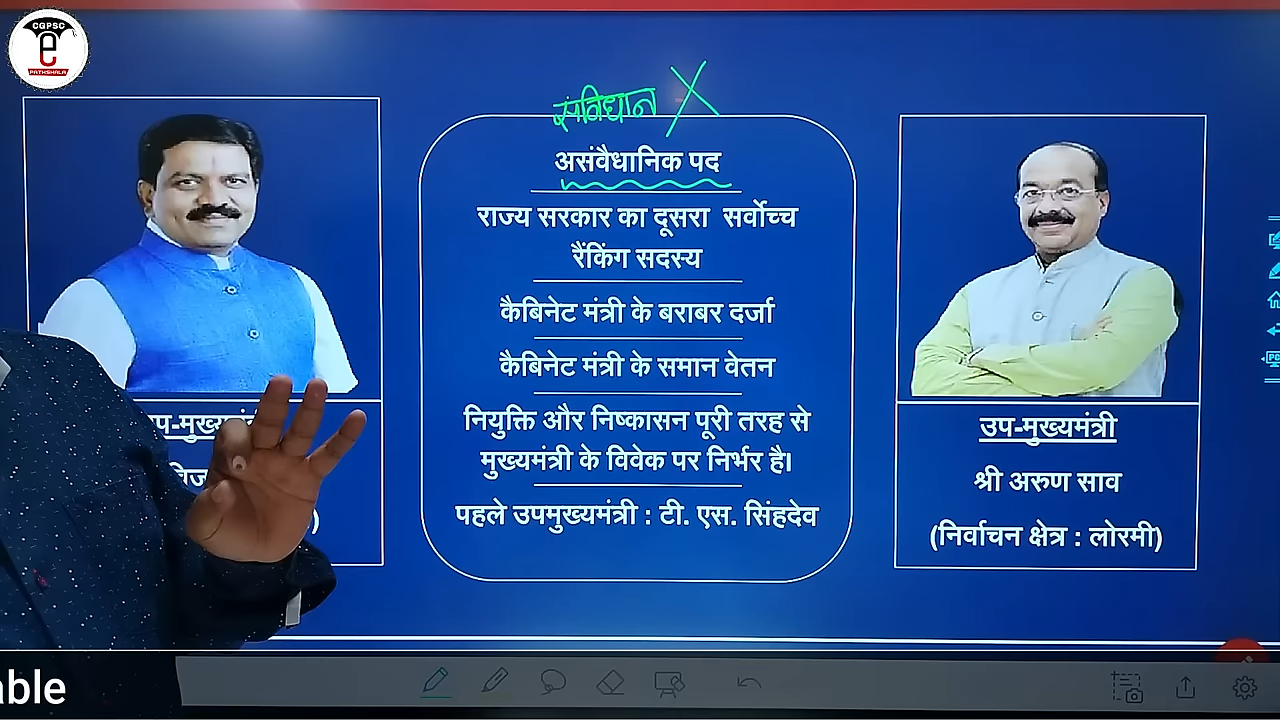 CGPSC
e
PATHSHALA
संविधान X
असंवैधानिक पद
राज्य सरकार का दूसरा सर्वोच्च
रैंकिंग सदस्य
कैबिनेट मंत्री के बराबर दर्जा
कैबिनेट मंत्री के समान वेतन
नियुक्ति और निष्कासन पूरी तरह से
मुख्यमंत्री के विवेक पर निर्भर है।
पहले उपमुख्यमंत्री : टी. एस. सिंहदेव
उप-मुख्यमंत्री
श्री अरुण साव
(निर्वाचन क्षेत्र : लोरमी)
able